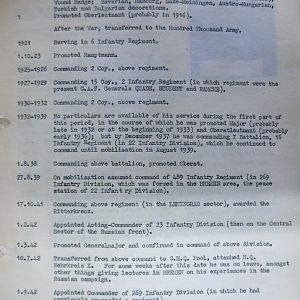 Wound Badge; Bavarian, Hamburg, Saxe-Meiningen, Austro-Hungarian,
Turkish and Bulgarian decorations.
? Promoted Oberleutnant (probably in 1916).
After the War, transferred to the Hundred Thousand Army.
1921 Serving in 6 Infantry Regiment.
1.10.23 Promoted Hauptmann.
1925-1926 Commanding 2 Coy., above regiment.
1927-1929 Commanding 15 Coy., 2 Infantry Regiment (in which regiment were the
present G.A.F. Generals QUADE, STUDENT and RAMCKE).
1930-1932 Commanding 2 Coy., above regiment.
1932-1939 No particulars are available of his service during the first part of
this period, in the course of which he was promoted Major (probably
late in 1932 or at the beginning of 1933) and Oberstleutnant (probably
early 1936); but by December 1937 he was commanding I Battalion, 16
Infantry Regiment (in 22 Infantry Division), which he continued to
command until mobilisation in August 1939.
1.8.38 Commanding above battalion, promoted Oberst.
27.8.39 On mobilisation assumed command of 489 Infantry Regiment (in 269
Infantry Division, which was formed in the BREMEN area, the peace
station of 22 Infantry Division).
17.10.41 Commanding above regiment (in the LENINGRAD sector), awarded the
Ritterkreuz.
1.2.42 Appointed Acting-Commander of 23 Infantry Division (then on the Central
Sector of the Russian front).
1.3.42 Promoted Generalmajor and confirmed in command of above division.
10.7.42 Transferred from above command to O.H.Q. Pool, attached H.Q.
Wehrkreis X. For some weeks after this date he was on leave, amongst
other things giving lectures in BREMEN on his experiences in the
Russian campaign.
1.9.42 Appointed Commander of 269 Infantry Division (in which he had